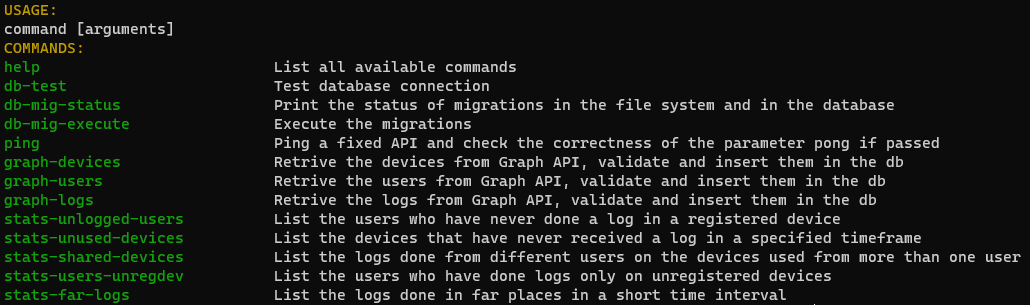 USAGE:
command [arguments]
COMMANDS:
help List all available commands
db-test Test database connection
db-mig-status Print the status of migrations in the file system and in the database
db-mig-execute Execute the migrations
ping Ping a fixed API and check the correctness of the parameter pong if passed
graph-devices Retrive the devices from Graph API, validate and insert them in the db
graph-users Retrive the users from Graph API, validate and insert them in the db
graph-logs Retrive the logs from Graph API, validate and insert them in the db
stats-unlogged-users List the users who have never done a log in a registered device
stats-unused-devices List the devices that have never received a log in a specified timeframe
stats-shared-devices List the logs done from different users on the devices used from more than one user
stats-users-unregdev List the users who have done logs only on unregistered devices
stats-far-logs List the logs done in far places in a short time interval